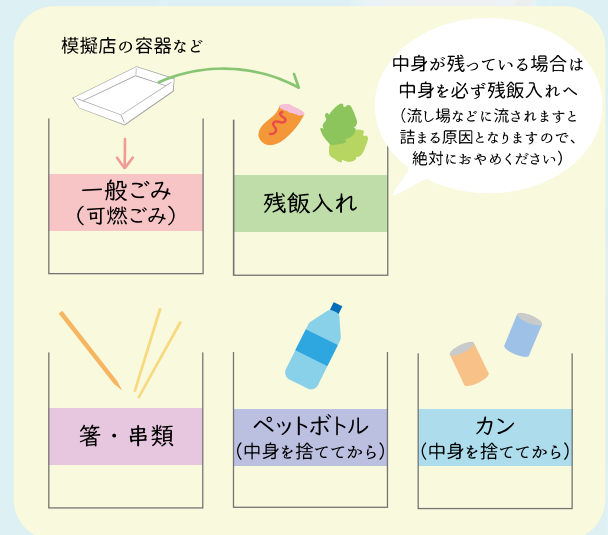 模擬店の容器など
中身が残っている場合は
中身を必ず残飯入れへ
(流し場などに流されますと
詰まる原因となりますので、
絶対におやめください)
一般ごみ
(可燃ごみ)
残飯入れ
箸・串類
ペットボトル
(中身を捨ててから)
カン
(中身を捨ててから)